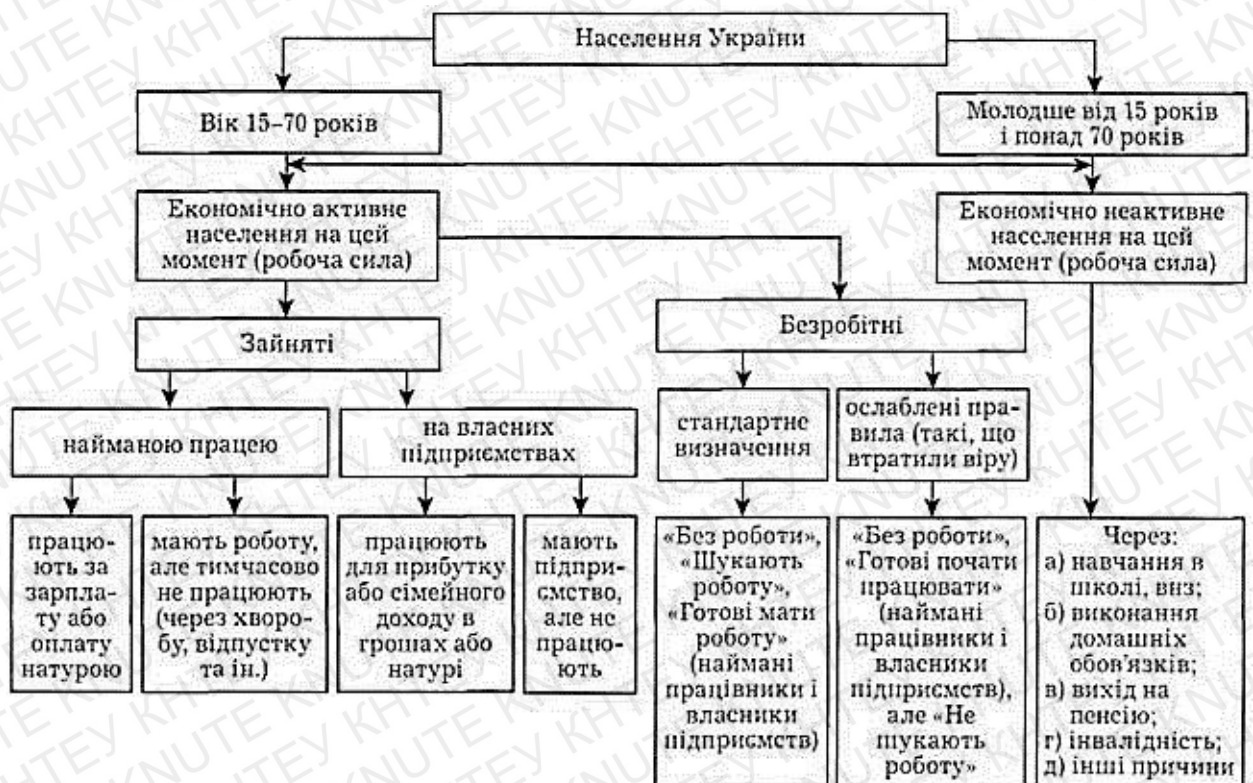 Населення України
Вік 15–70 років
Молодше від 15 років
і понад 70 років
Економічно активне
населення на цей
момент (робоча сила)
Економічно неактивне
населення на цей
момент (робоча сила)
Зайняті
Безробітні
найманою працею
на власних
підприємствах
стандартне
визначення
ослаблені пра-
вила (такі, що
втратили віру)
працю-
ють за
зарпла-
ту або
оплату
натурою
мають роботу,
але тимчасово
не працюють
(через хворо-
бу, відпустку
та ін.)
працюють
для прибутку
або сімейного
доходу в
грошах або
натурі
мають
підпри-
ємство,
але не
працю-
ють
«Без роботи»,
«Шукають
роботу»,
«Готові мати
роботу»
(наймані
працівники і
власники
підприємств)
«Без роботи»,
«Готові почати
працювати»
(наймані
працівники і
власники
підприємств),
але «Не
шукають
роботу»
Через:
а) навчання в
школі, внз;
б) виконання
домашніх
обов'язків;
в) вихід на
пенсію;
г) інвалідність;
д) інші причини